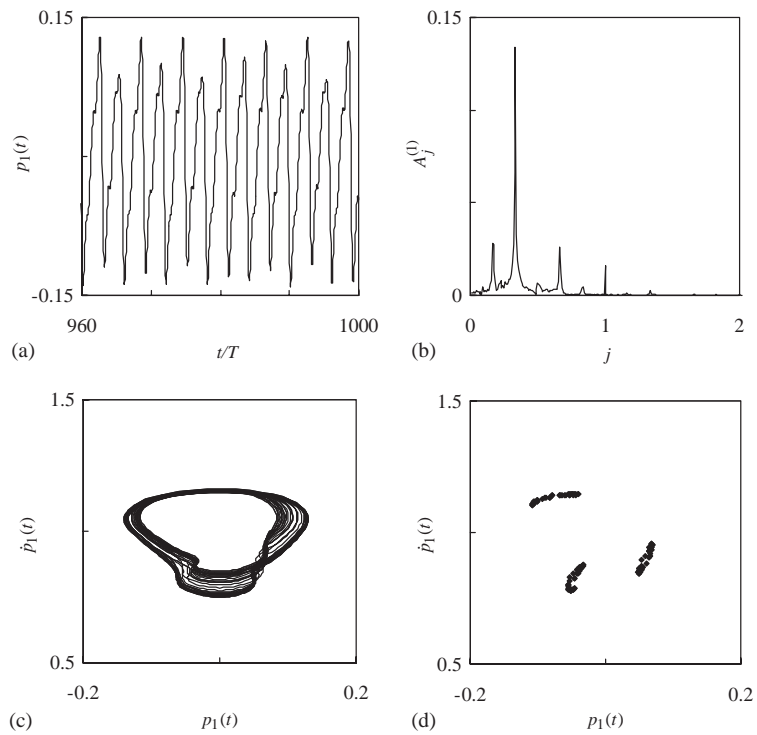 0.15
p₁(t)
-0.15
960
1000
t/T
(a)
0.15
A_j^(1)
0
0
1
2
j
(b)
1.5
ṗ₁(t)
0.5
-0.2
0.2
p₁(t)
(c)
1.5
ṗ₁(t)
0.5
-0.2
0.2
p₁(t)
(d)